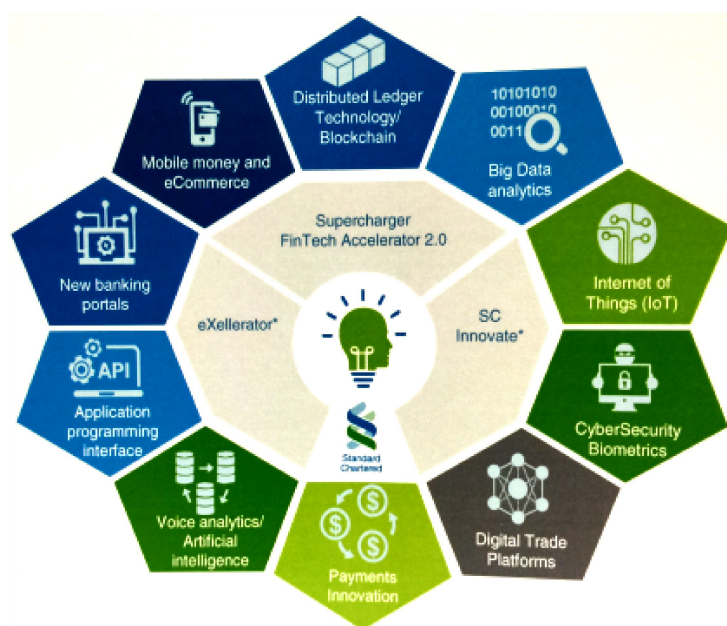 Distributed Ledger
Technology/
Blockchain
10101010
00100010
0011
Big Data
analytics
Internet of
Things (IoT)
CyberSecurity
Biometrics
Digital Trade
Platforms
Payments
Innovation
Voice analytics/
Artificial
intelligence
API
Application
programming
interface
New banking
portals
Mobile money and
eCommerce
Supercharger
FinTech Accelerator 2.0
eXellerator*
SC
Innovate*
Standard
Chartered